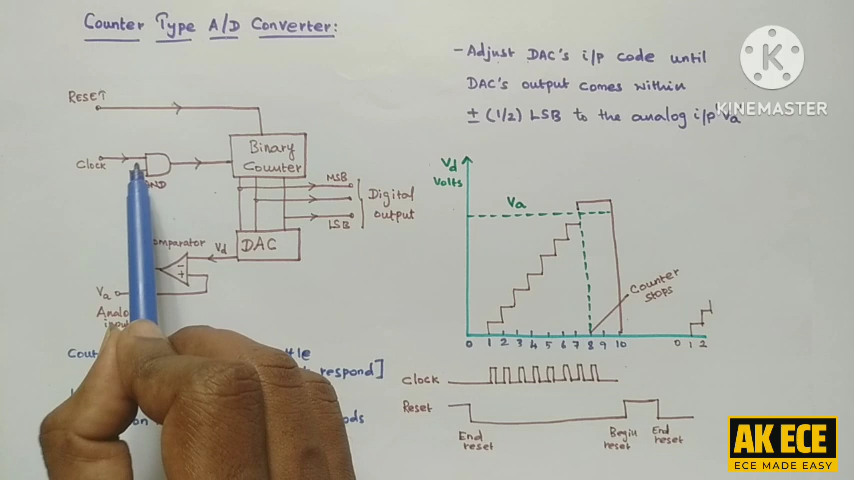 Counter Type A/D Converter:
RESET
Clock
AND
Binary
Counter
MSB
LSB
Digital
output
DAC
Vd
Comparator
Va
Analog
input
- +
respond]
- Adjust DAC's i/p code until
DAC's output comes within
± (1/2) LSB to the analog i/p Va
Vd
Volts
Va
Counter
stops
0 1 2 3 4 5 6 7 8 9 10 0 1 2
Clock
Reset
End
reset
Begin
reset
End
reset
KINEMASTER
AK ECE
ECE MADE EASY